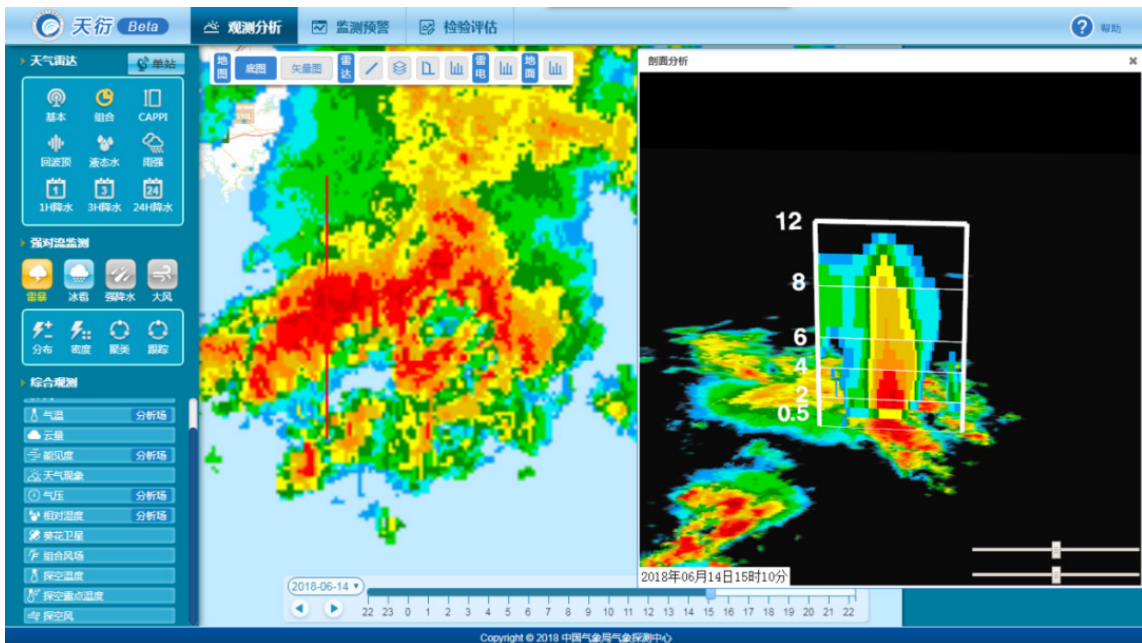 天衍 Beta
观测分析
监测预警
检验评估
帮助
天气雷达
单站
基本
组合
CAPPI
回波顶
液态水
雨强
1
3
24
1H降水
3H降水
24H降水
强对流监测
雷暴
冰雹
强降水
大风
分布
密度
聚类
跟踪
综合观测
气温 分析场
云量
能见度 分析场
天气现象
气压 分析场
相对湿度 分析场
葵花卫星
组合风场
探空温度
探空露点温度
探空风
地图
底图
矢量图
雷达
雷电
地面
2018-06-14
22 23 0 1 2 3 4 5 6 7 8 9 10 11 12 13 14 15 16 17 18 19 20 21 22
剖面分析
12
8
6
4
2
0.5
2018年06月14日15时10分
Copyright © 2018 中国气象局气象探测中心